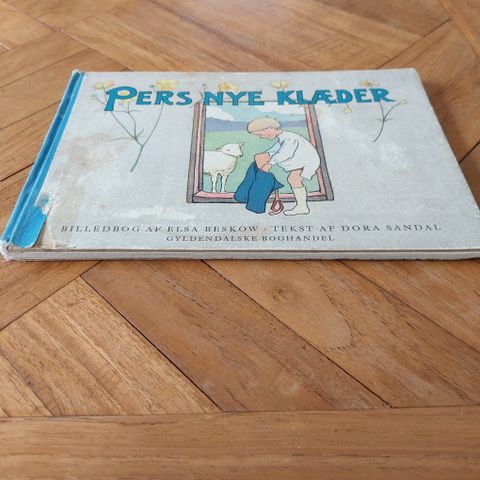 PERS NYE KLÆDER
BILLEDBOG AF ELSA BESKOW · TEKST AF DORA SANDAL
GYLDENDALSKE BOGHANDEL